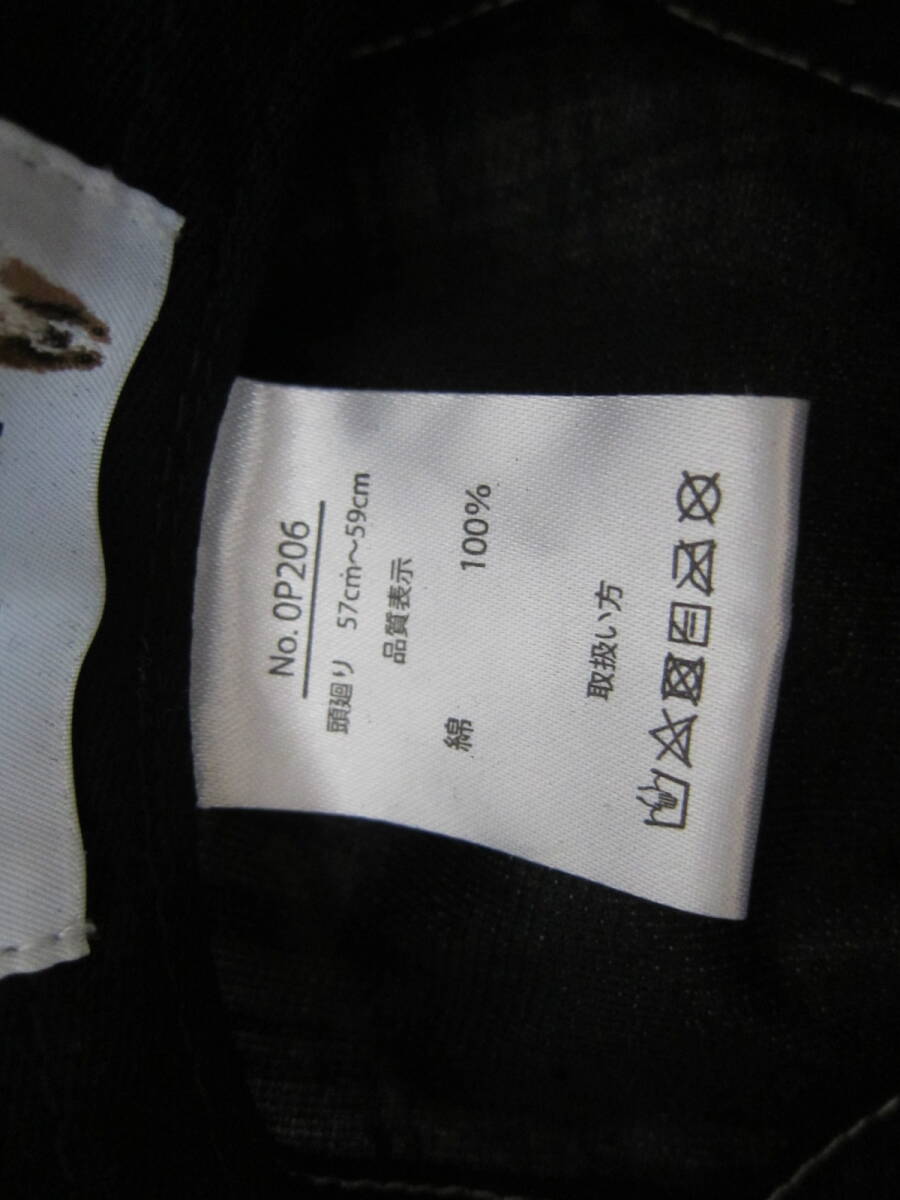 No. 0P206
頭廻り 57cm～59cm
品質表示
綿 100%
取扱い方